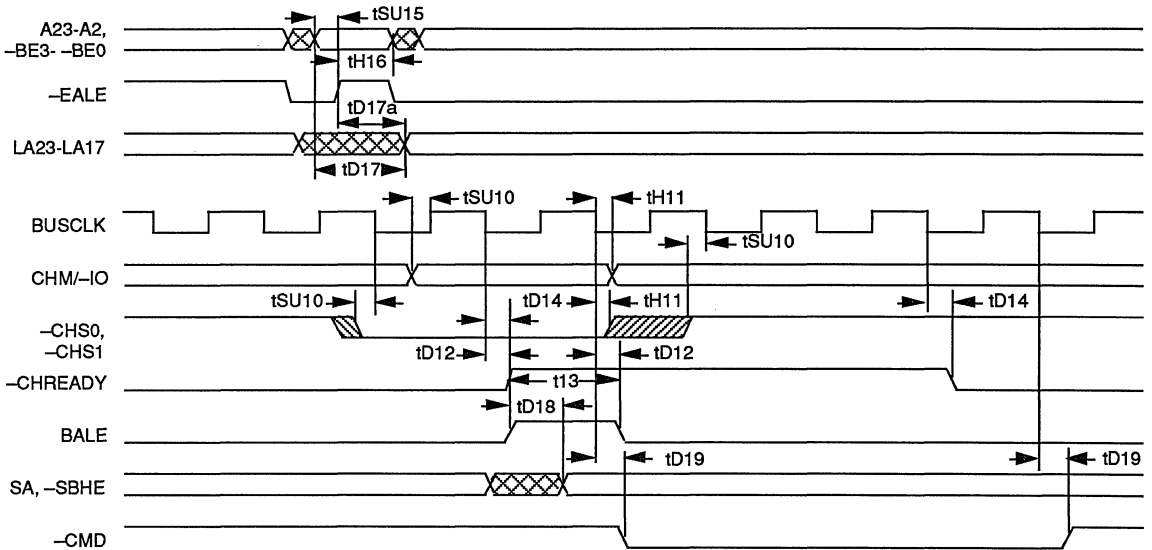 A23-A2,
–BE3- –BE0
tSU15
tH16
–EALE
tD17a
LA23-LA17
tD17
tSU10
tH11
BUSCLK
tSU10
CHM/–IO
tSU10
tD14
tH11
tD14
–CHS0,
–CHS1
tD12
tD12
–CHREADY
t13
tD18
BALE
tD19
tD19
SA, –SBHE
–CMD